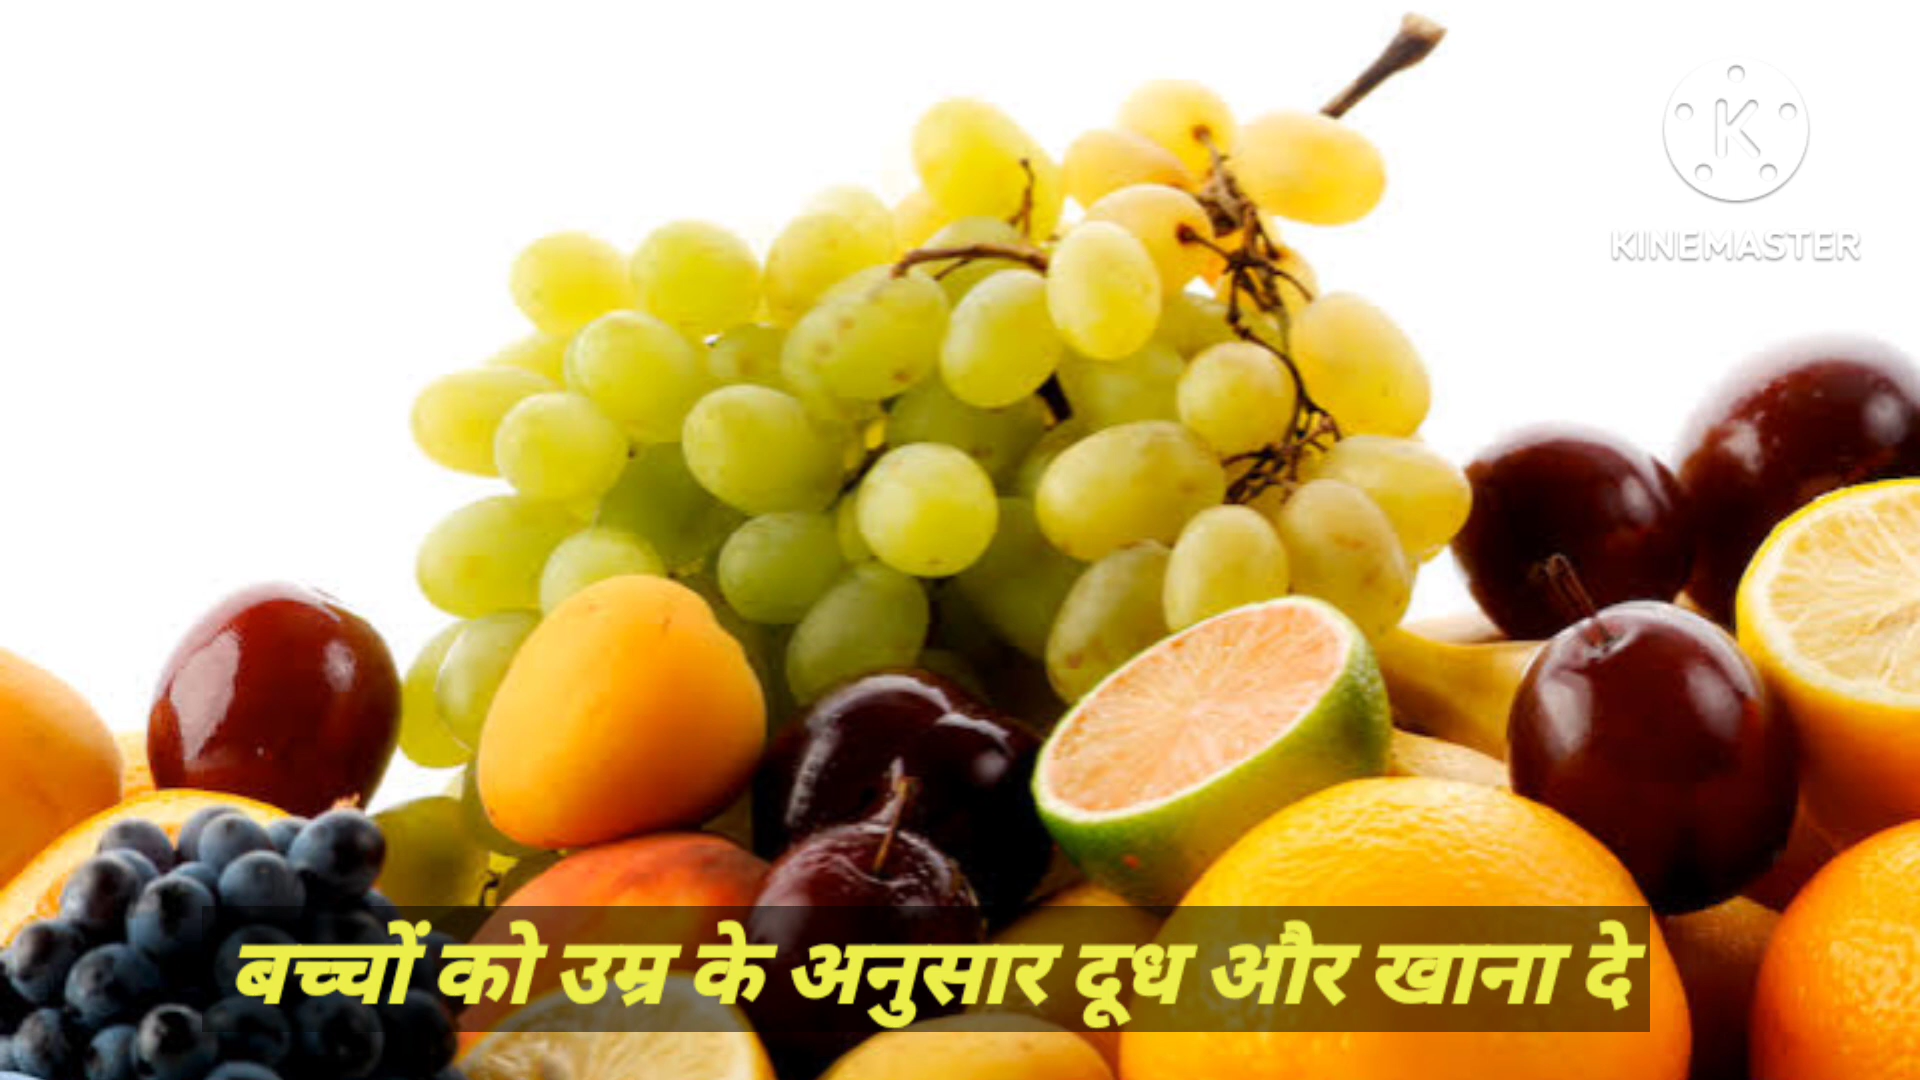 KINEMASTER
बच्चों को उम्र के अनुसार दूध और खाना दे